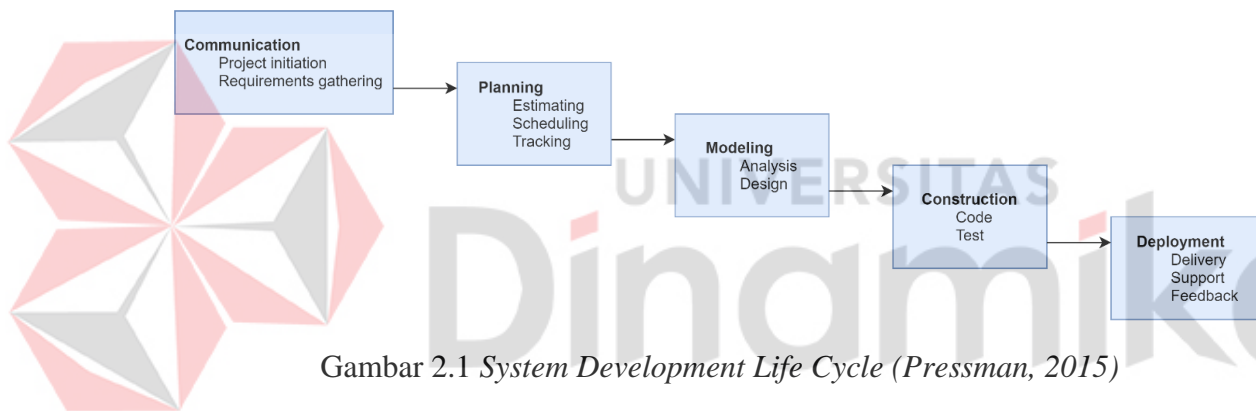 Communication
Project initiation
Requirements gathering
Planning
Estimating
Scheduling
Tracking
Modeling
Analysis
Design
Construction
Code
Test
Deployment
Delivery
Support
Feedback
UNIVERSITAS
Dinamika
Gambar 2.1 System Development Life Cycle (Pressman, 2015)